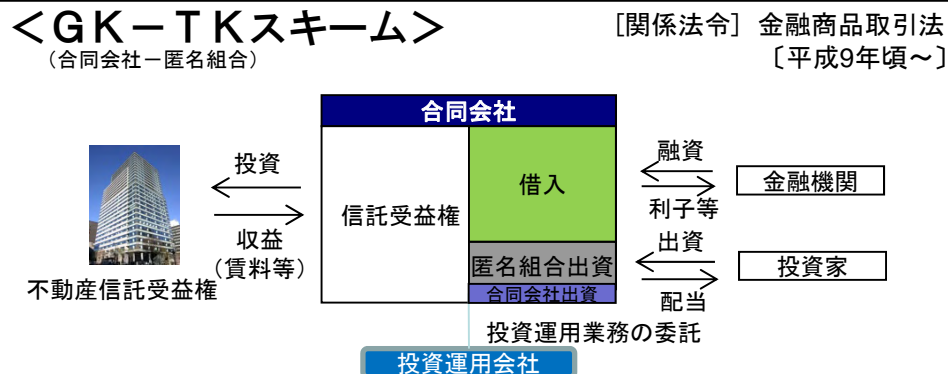 ＜ＧＫ－ＴＫスキーム＞
（合同会社－匿名組合）
［関係法令］金融商品取引法
〔平成9年頃～〕
合同会社
投資
収益
（賃料等）
不動産信託受益権
信託受益権
借入
匿名組合出資
合同会社出資
融資
利子等
金融機関
出資
配当
投資家
投資運用業務の委託
投資運用会社